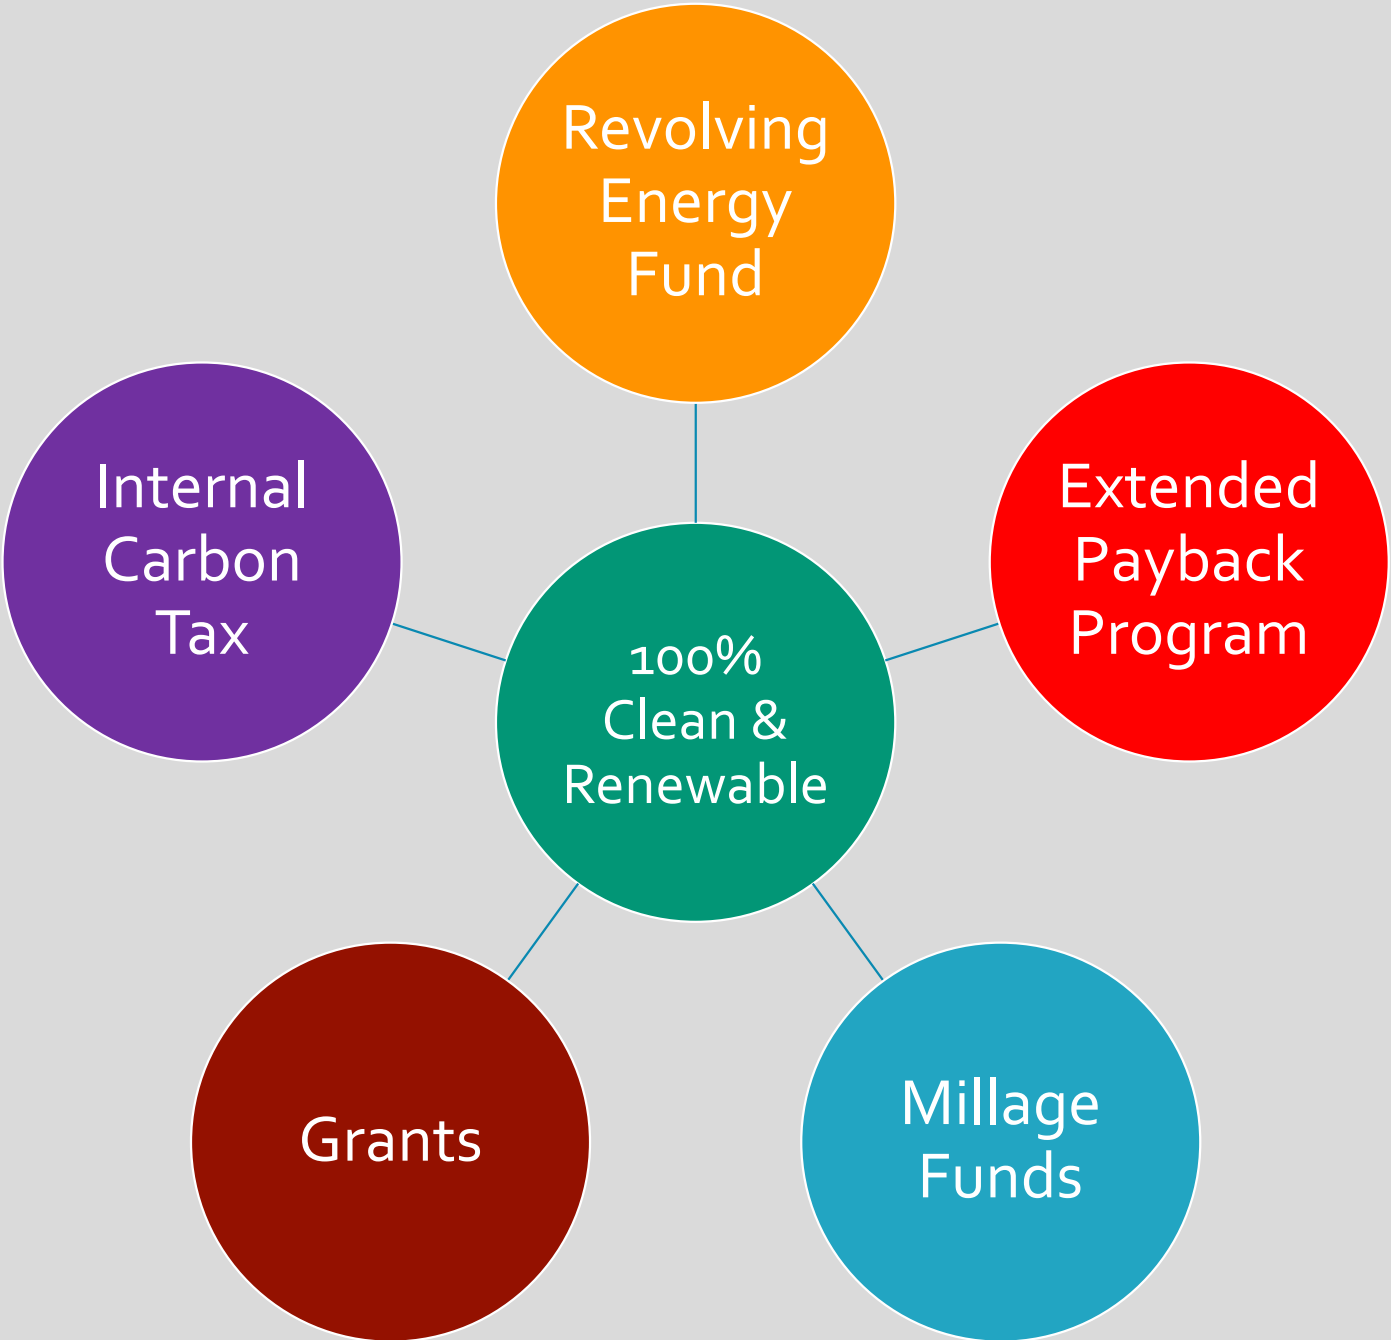 Revolving
Energy
Fund
Internal
Carbon
Tax
Extended
Payback
Program
100%
Clean &
Renewable
Grants
Millage
Funds